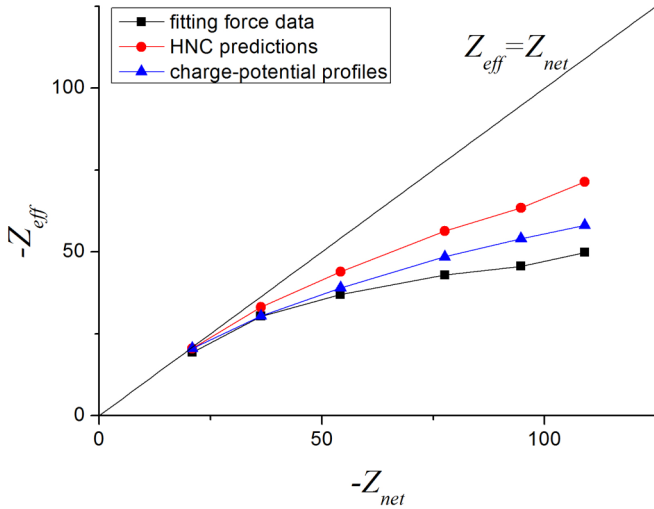 fitting force data
HNC predictions
charge-potential profiles
Z_eff=Z_net
100
50
0
-Z_eff
0
50
100
-Z_net